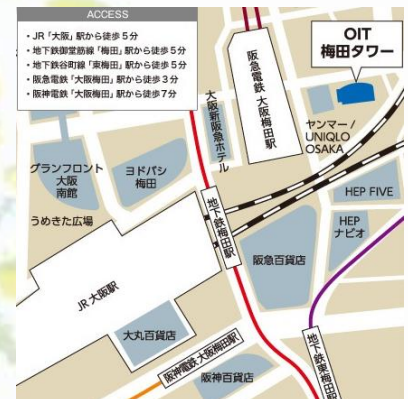 ACCESS
・JR「大阪」駅から徒歩5分
・地下鉄御堂筋線「梅田」駅から徒歩5分
・地下鉄谷町線「東梅田」駅から徒歩5分
・阪急電鉄「大阪梅田」駅から徒歩3分
・阪神電鉄「大阪梅田」駅から徒歩7分
阪急電鉄 大阪梅田駅
OIT
梅田タワー
大阪新阪急ホテル
ヤンマー /
UNIQLO
OSAKA
グランフロント
大阪
南館
ヨドバシ
梅田
うめきた広場
地下鉄梅田駅
HEP FIVE
HEP
ナビオ
阪急百貨店
JR 大阪駅
大丸百貨店
阪神電鉄 大阪梅田駅
阪神百貨店
地下鉄東梅田駅